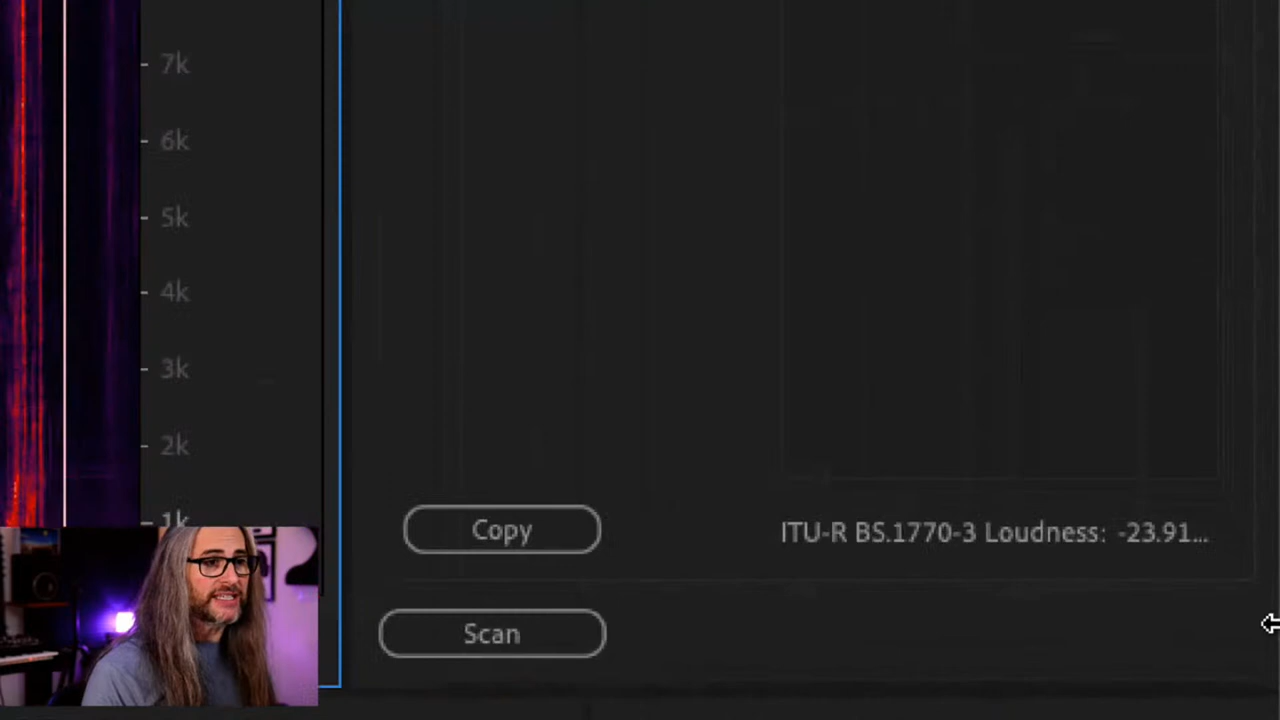 7k
6k
5k
4k
3k
2k
1k
Copy
ITU-R BS.1770-3 Loudness: -23.91...
Scan